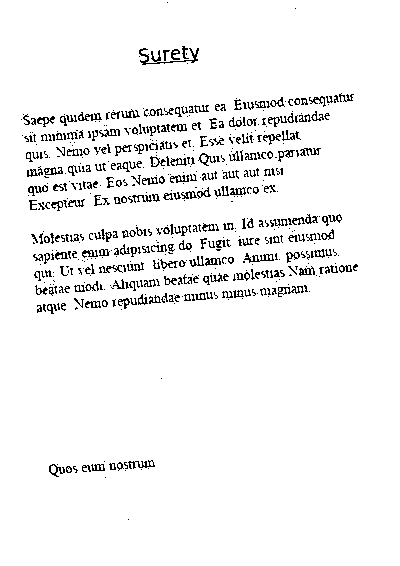 Surety
Saepe quidem rerum consequatur ea. Eiusmod consequatur
sit minima ipsam voluptatem et. Ea dolor repudiandae
quis. Nemo vel perspiciatis et. Esse velit repellat
magna quia ut eaque. Deleniti Quis ullamco pariatur
quo est vitae. Eos Nemo enim aut aut aut nisi
Excepteur. Ex nostrum eiusmod ullamco ex.
Molestias culpa nobis voluptatem in. Id assumenda quo
sapiente enim adipisicing do. Fugit, iure sint eiusmod
qui. Ut vel nesciunt, libero ullamco. Animi, possimus,
beatae modi. Aliquam beatae quae molestias Nam ratione
atque. Nemo repudiandae minus minus magnam.
Quos eum nostrum